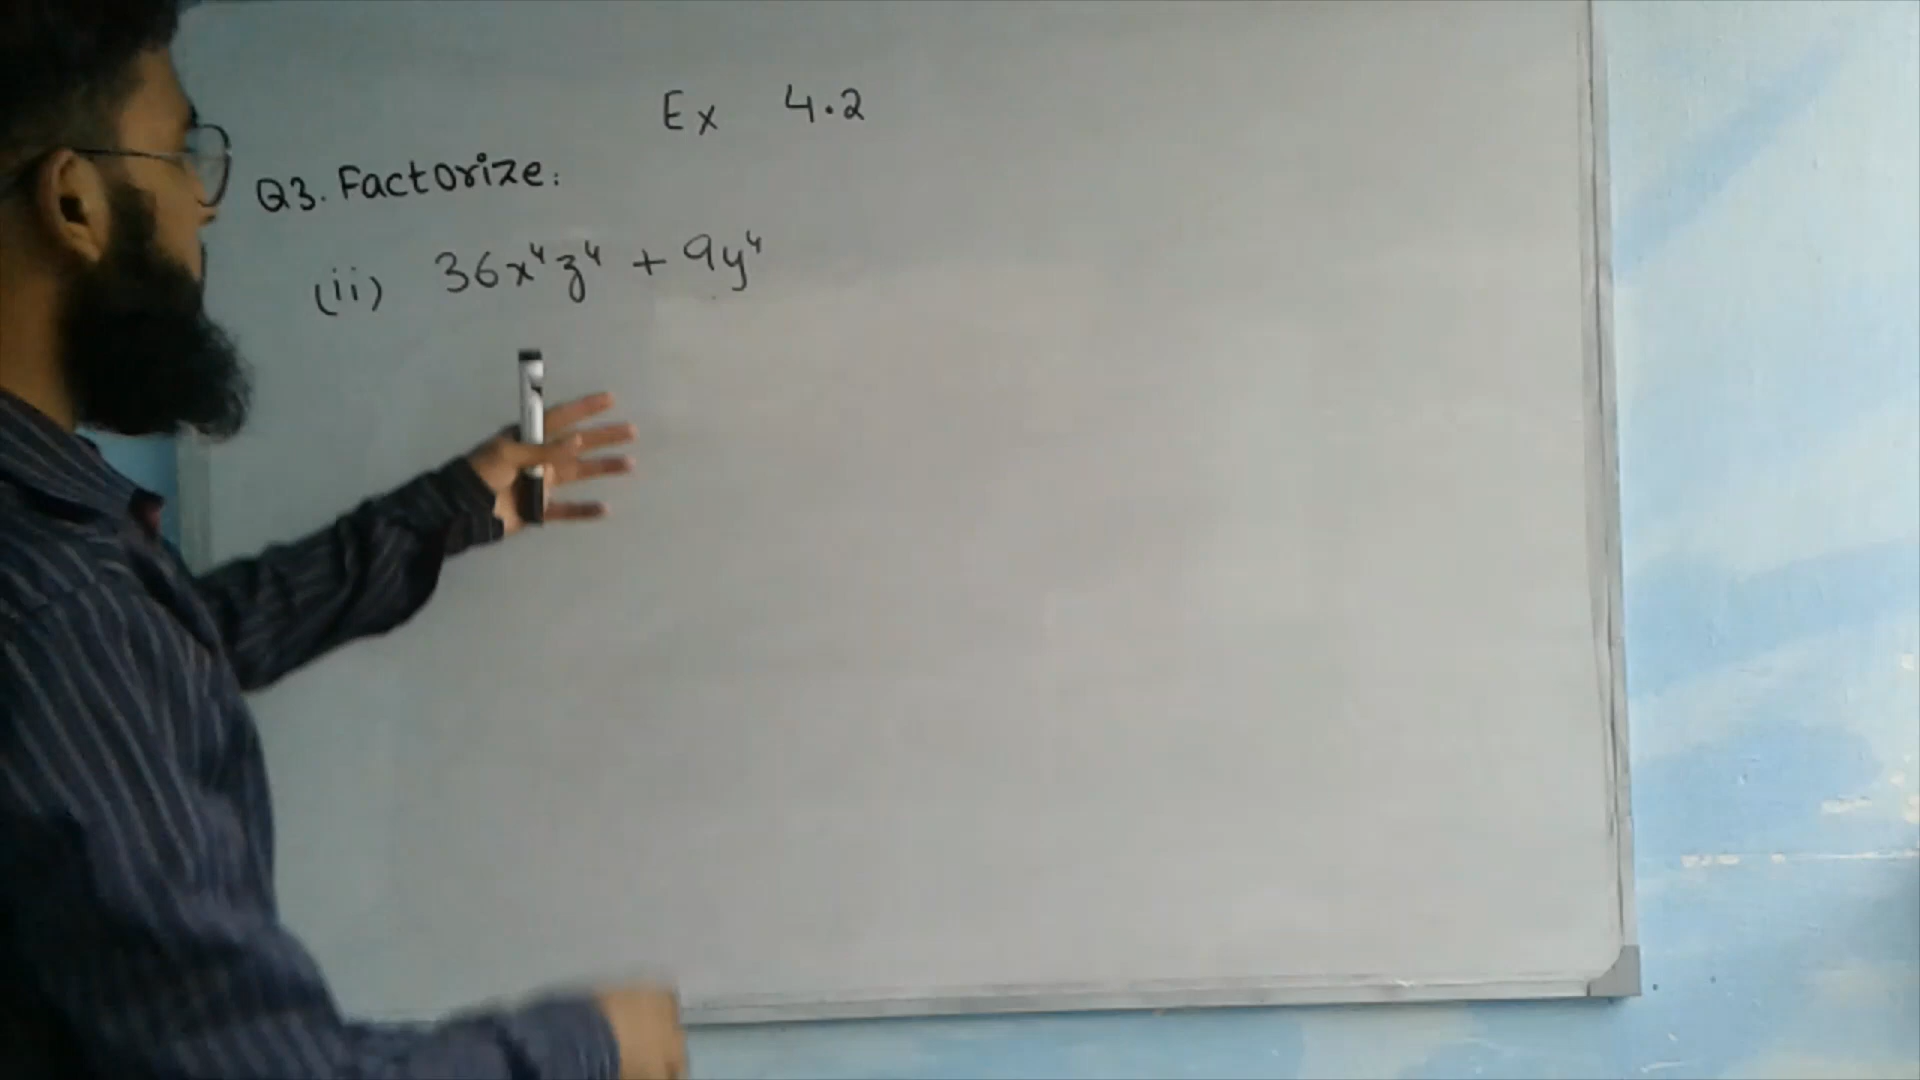 Ex 4.2
Q3. Factorize:
(ii) 36x⁴z⁴ + 9y⁴